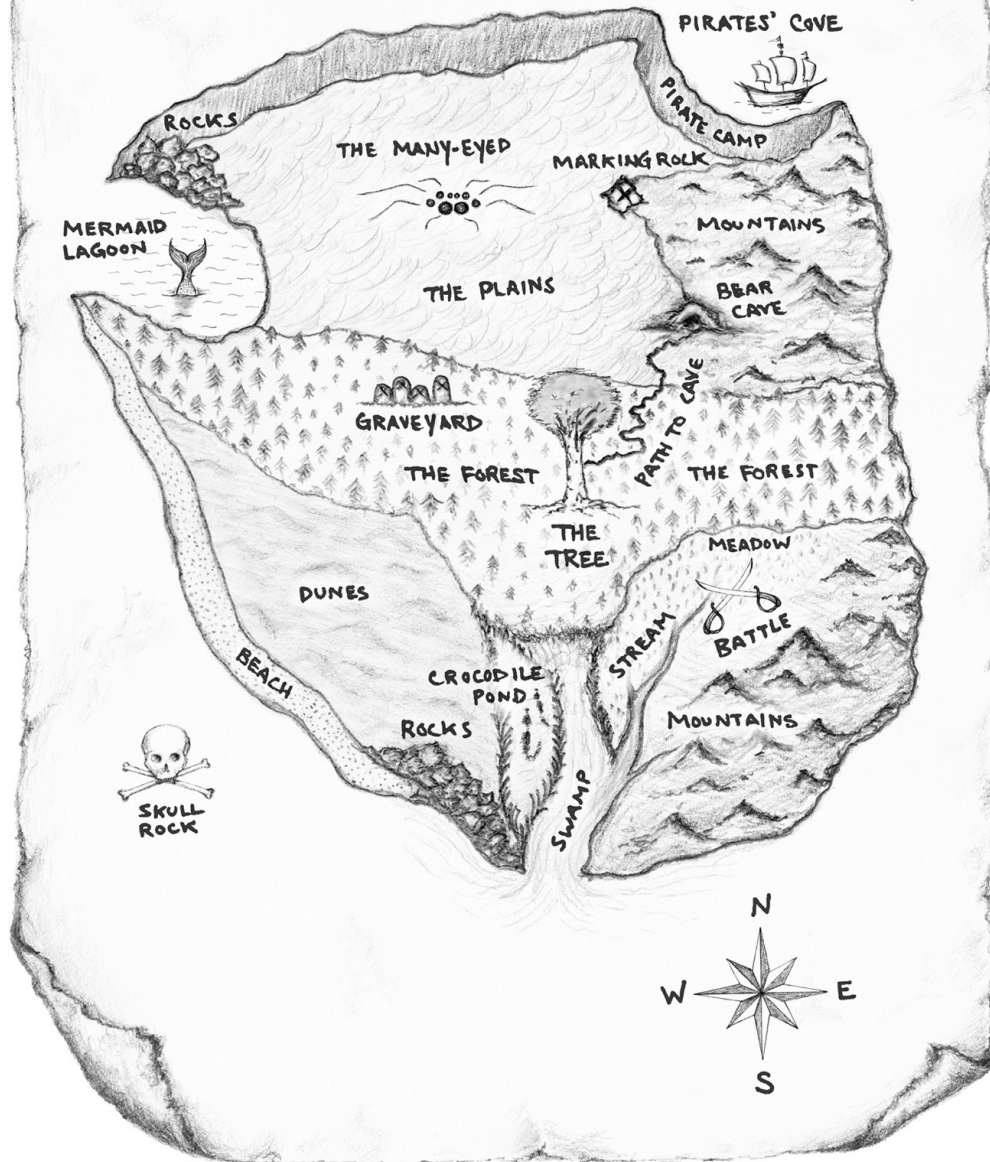 PIRATES' COVE
PIRATE CAMP
ROCKS
THE MANY-EYED
MARKING ROCK
MERMAID
LAGOON
MOUNTAINS
THE PLAINS
BEAR
CAVE
PATH TO CAVE
GRAVEYARD
THE FOREST
THE FOREST
THE
TREE
MEADOW
DUNES
STREAM
BATTLE
BEACH
CROCODILE
POND
ROCKS
MOUNTAINS
SWAMP
SKULL
ROCK
N
W
E
S